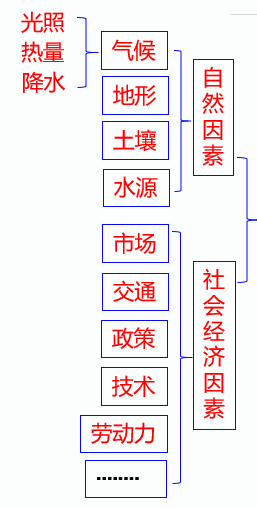 光照
热量
降水
气候
地形
土壤
水源
自然因素
市场
交通
政策
技术
劳动力
........
社会经济因素